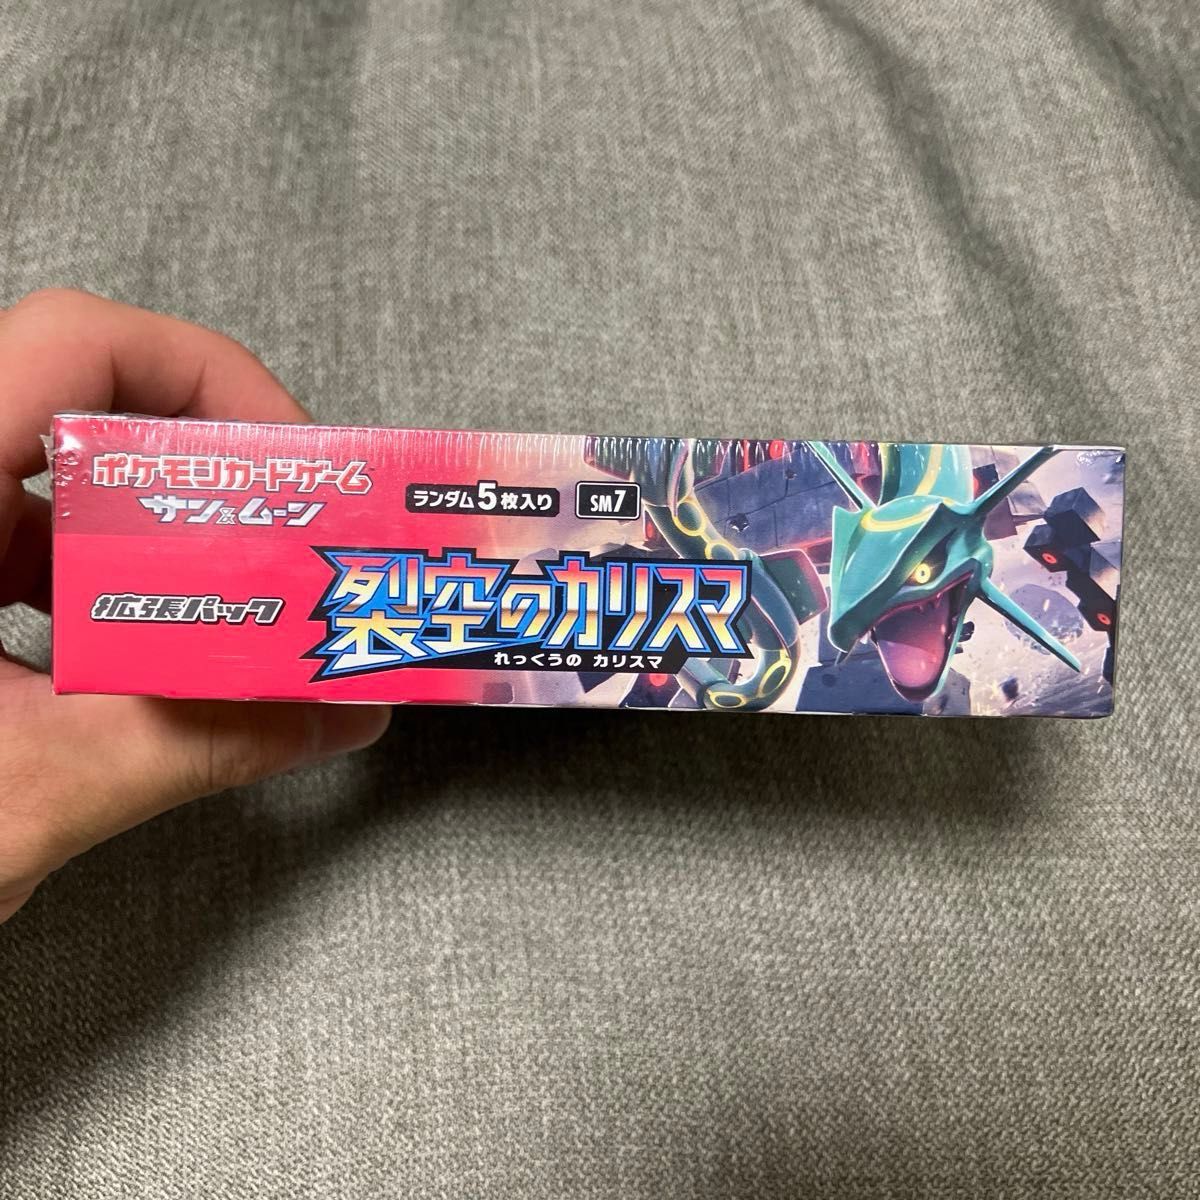 ポケモンカードゲーム
サン&ムーン
ランダム5枚入り
SM7
拡張パック
裂空のカリスマ
れっくうの カリスマ